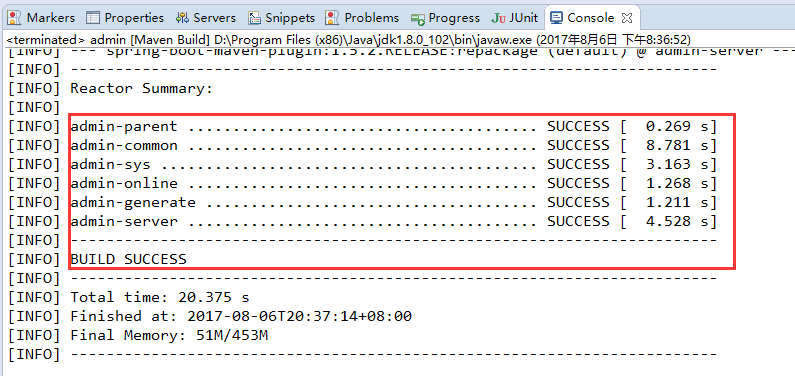 Markers Properties Servers Snippets Problems Progress JUnit Console
<terminated> admin [Maven Build] D:\Program Files (x86)\Java\jdk1.8.0_102\bin\javaw.exe (2017年8月6日 下午8:36:52)
[INFO] --- spring-boot-maven-plugin:1.5.2.RELEASE:repackage (default) @ admin-server ---
[INFO] ------------------------------------------------------------------------
[INFO] Reactor Summary:
[INFO]
[INFO] admin-parent ....................................... SUCCESS [  0.269 s]
[INFO] admin-common ....................................... SUCCESS [  8.781 s]
[INFO] admin-sys .......................................... SUCCESS [  3.163 s]
[INFO] admin-online ....................................... SUCCESS [  1.268 s]
[INFO] admin-generate ..................................... SUCCESS [  1.211 s]
[INFO] admin-server ....................................... SUCCESS [  4.528 s]
[INFO] ------------------------------------------------------------------------
[INFO] BUILD SUCCESS
[INFO] ------------------------------------------------------------------------
[INFO] Total time: 20.375 s
[INFO] Finished at: 2017-08-06T20:37:14+08:00
[INFO] Final Memory: 51M/453M
[INFO] ------------------------------------------------------------------------